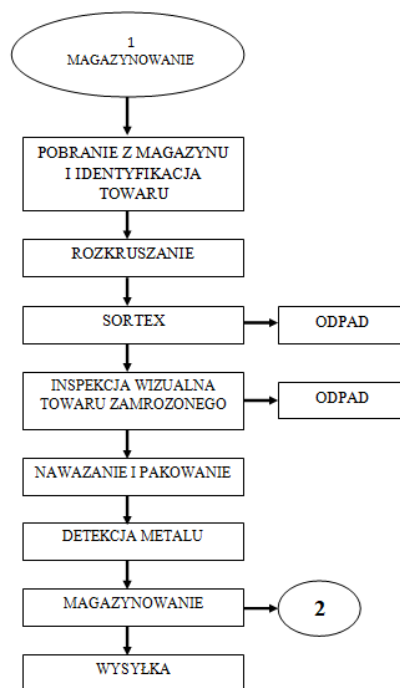 1
MAGAZYNOWANIE
POBRANIE Z MAGAZYNU
I IDENTYFIKACJA
TOWARU
ROZKRUSZANIE
SORTEX
ODPAD
INSPEKCJA WIZUALNA
TOWARU ZAMROZONEGO
ODPAD
NAWAZANIE I PAKOWANIE
DETEKCJA METALU
MAGAZYNOWANIE
2
WYSYŁKA